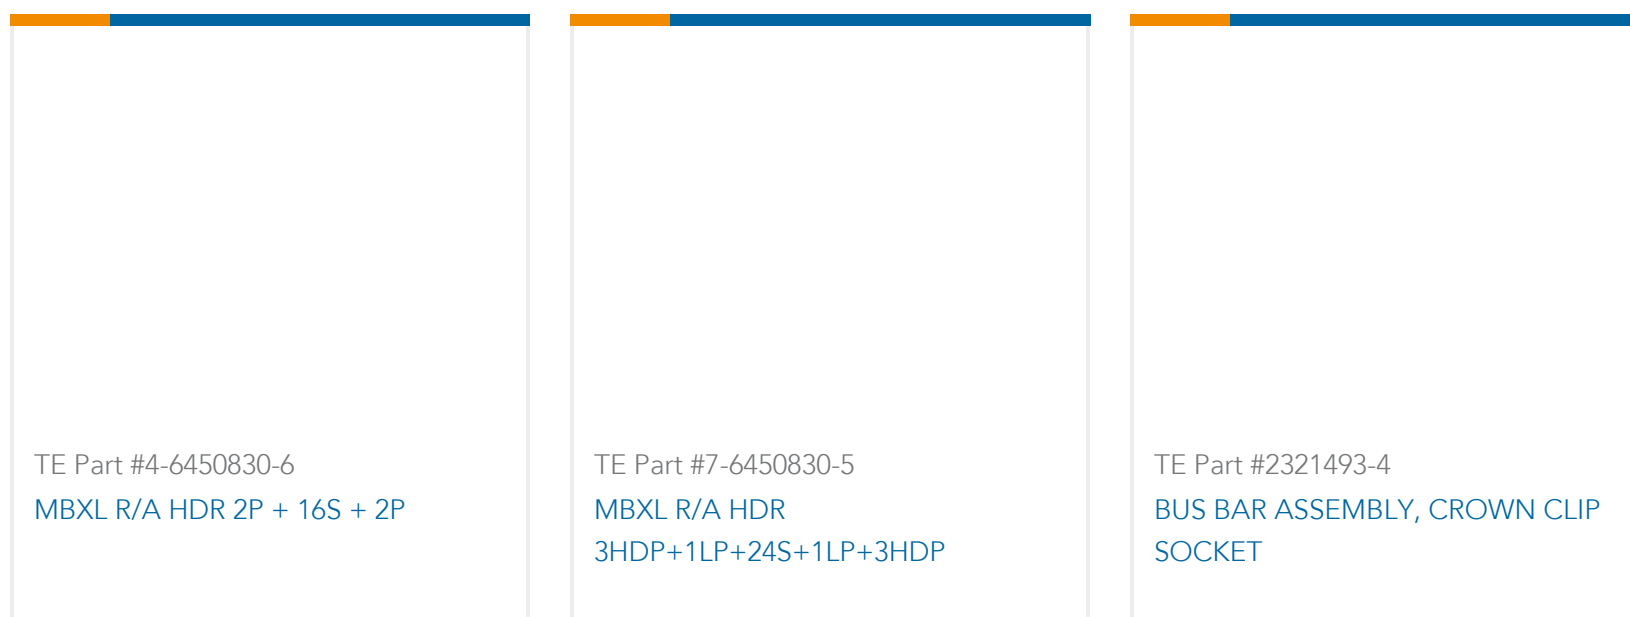 TE Part #4-6450830-6
MBXL R/A HDR 2P + 16S + 2P
TE Part #7-6450830-5
MBXL R/A HDR
3HDP+1LP+24S+1LP+3HDP
TE Part #2321493-4
BUS BAR ASSEMBLY, CROWN CLIP
SOCKET